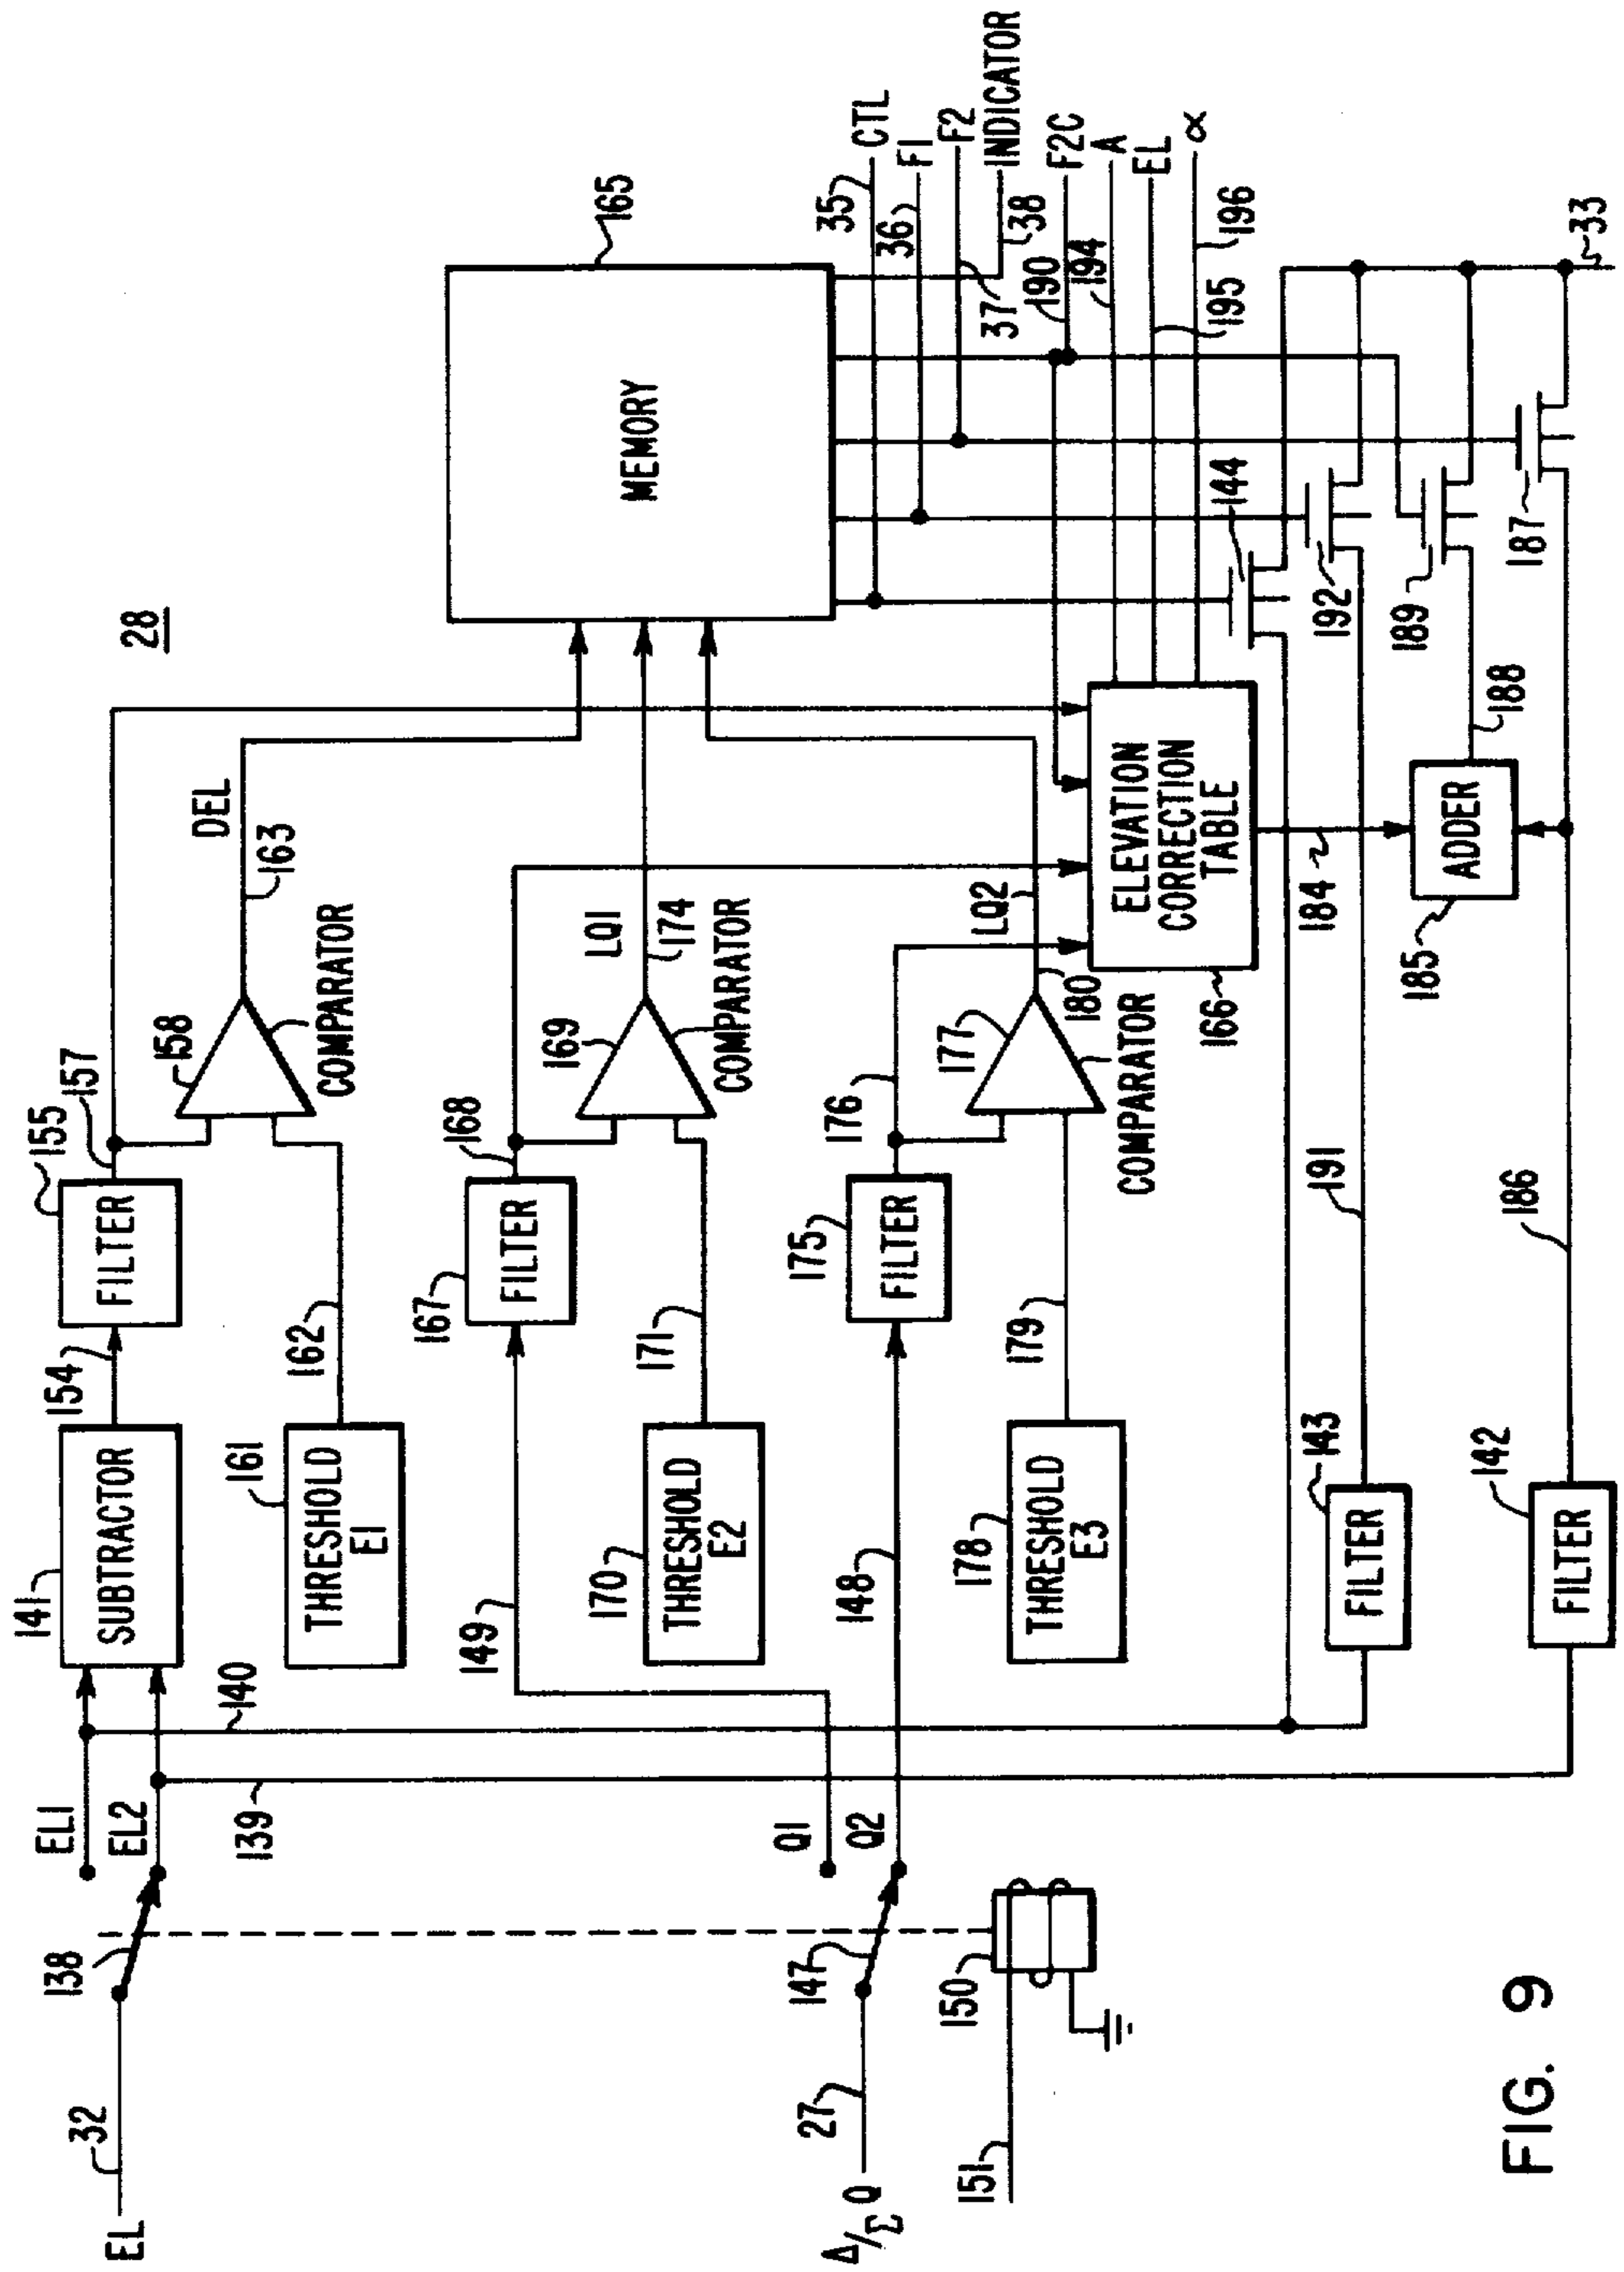 28
EL
32
138
EL1
EL2
139
140
141
SUBTRACTOR
154
155
FILTER
157
158
COMPARATOR
DEL
163
161
THRESHOLD
E1
162
MEMORY
165
Δ/Σ Q
27
147
Q1
Q2
149
148
167
FILTER
168
169
COMPARATOR
LQ1
174
170
THRESHOLD
E2
171
175
FILTER
176
177
COMPARATOR
LQ2
180
178
THRESHOLD
E3
179
150
151
ELEVATION
CORRECTION
TABLE
166
184
185
ADDER
188
35
CTL
36
F1
37
F2
38
INDICATOR
190
F2C
194
A
195
EL
196
α
144
192
189
187
33
143
FILTER
191
142
FILTER
186
FIG. 9